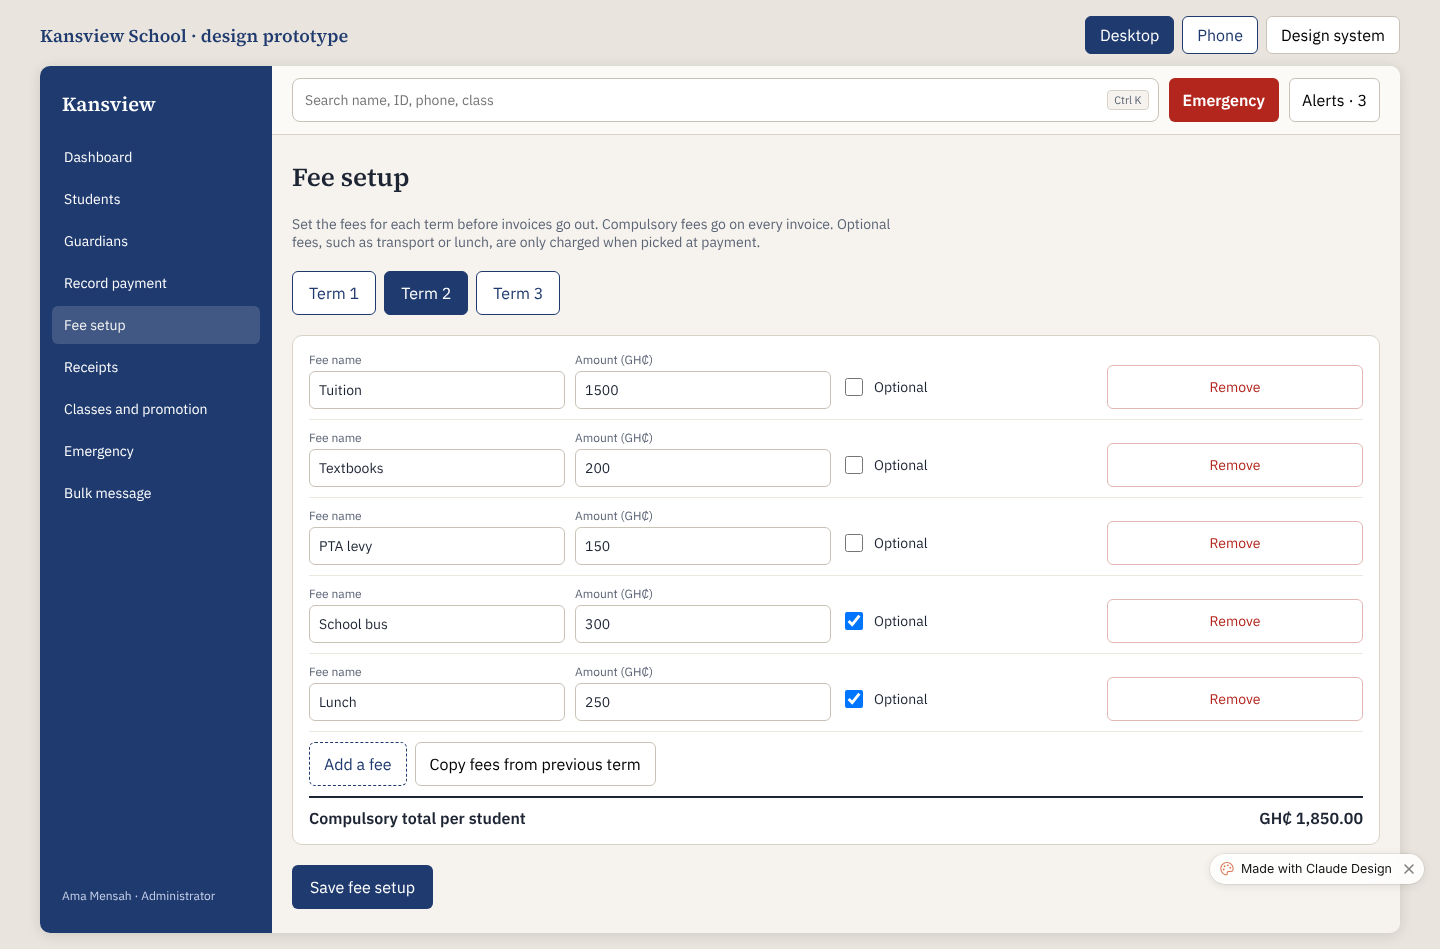 Kansview School · design prototype
Desktop
Phone
Design system
Kansview
Dashboard
Students
Guardians
Record payment
Fee setup
Receipts
Classes and promotion
Emergency
Bulk message
Ama Mensah · Administrator
Search name, ID, phone, class
Ctrl K
Emergency
Alerts · 3
Fee setup
Set the fees for each term before invoices go out. Compulsory fees go on every invoice. Optional
fees, such as transport or lunch, are only charged when picked at payment.
Term 1
Term 2
Term 3
Fee name
Amount (GH₵)
Tuition
1500
Optional
Remove
Fee name
Amount (GH₵)
Textbooks
200
Optional
Remove
Fee name
Amount (GH₵)
PTA levy
150
Optional
Remove
Fee name
Amount (GH₵)
School bus
300
Optional
Remove
Fee name
Amount (GH₵)
Lunch
250
Optional
Remove
Add a fee
Copy fees from previous term
Compulsory total per student
GH₵ 1,850.00
Save fee setup
Made with Claude Design